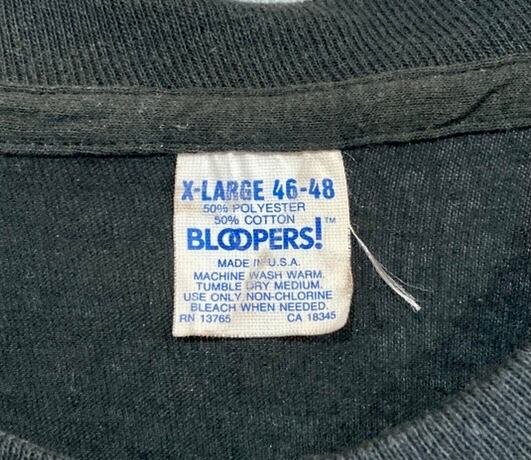 X-LARGE 46-48
50% POLYESTER
50% COTTON
BLOOPERS!™
MADE IN U.S.A.
MACHINE WASH WARM.
TUMBLE DRY MEDIUM.
USE ONLY NON-CHLORINE
BLEACH WHEN NEEDED.
RN 13765 CA 18345